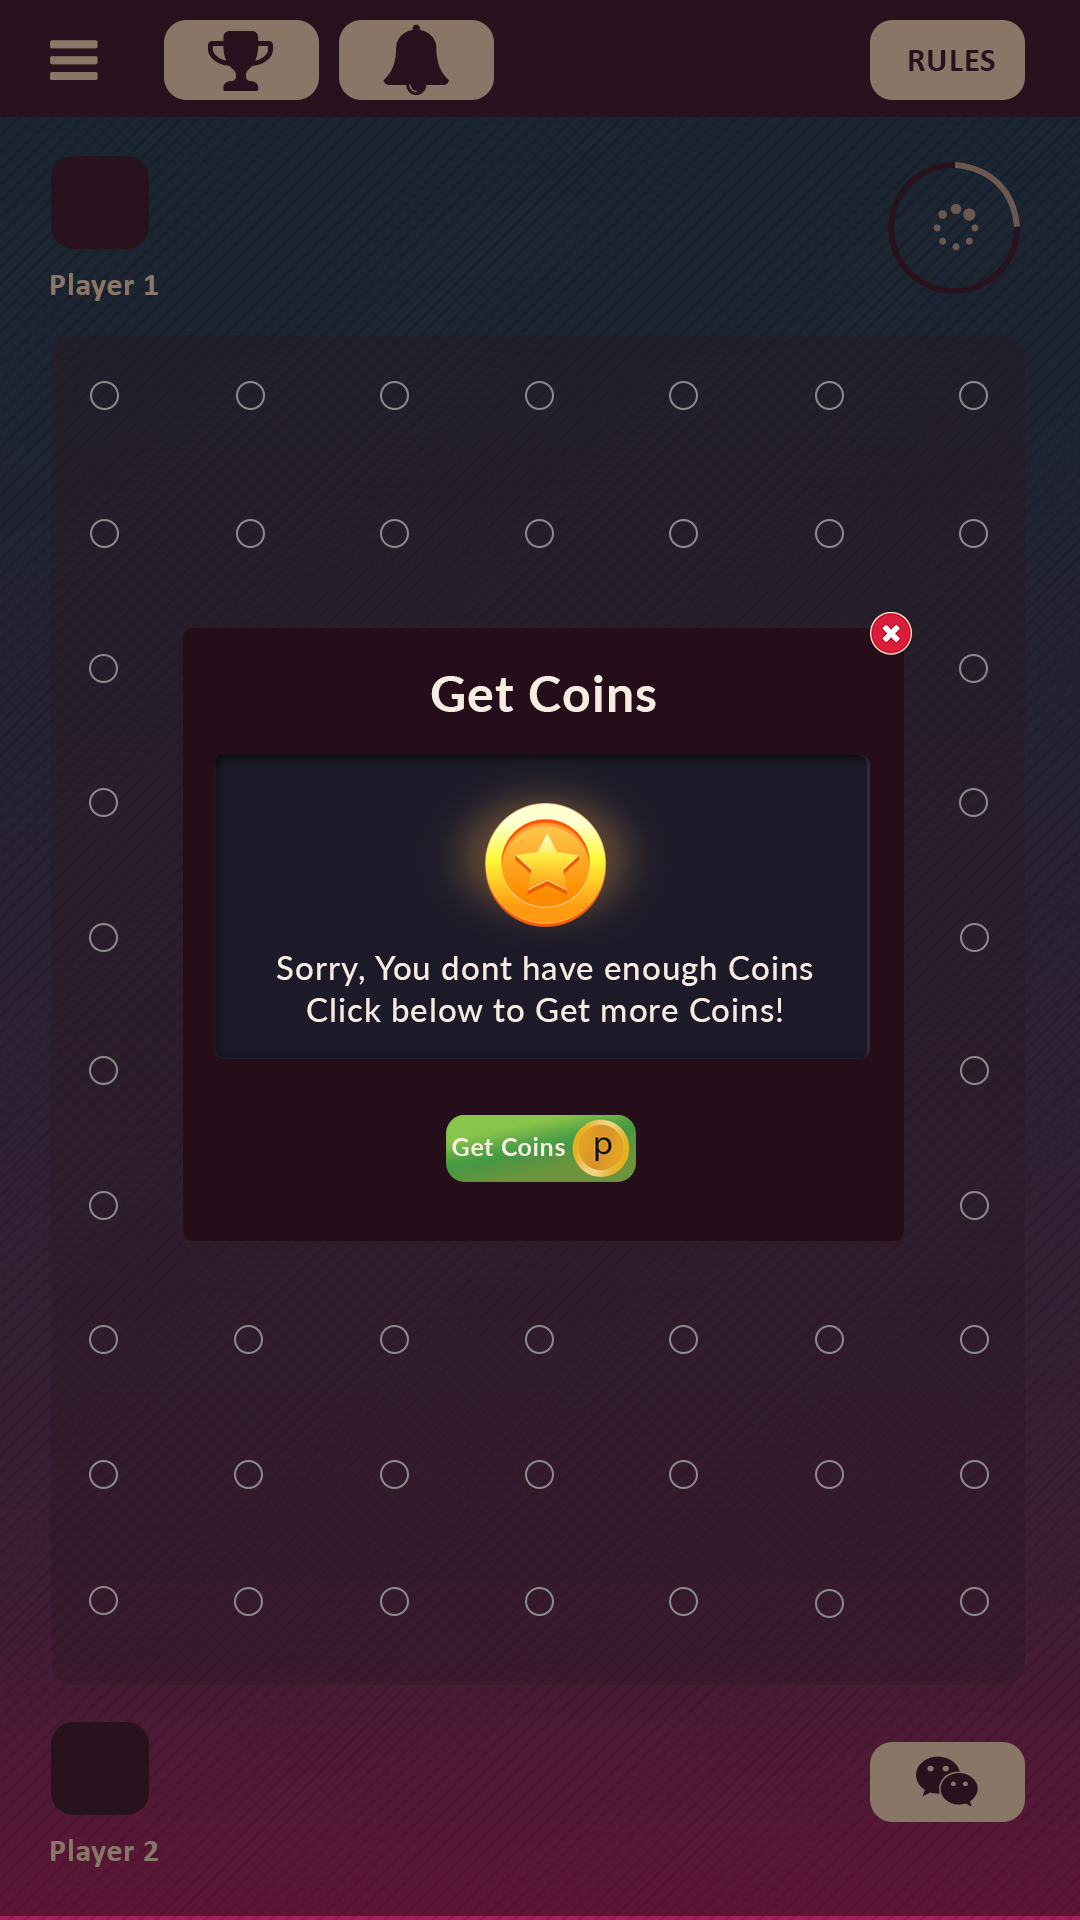 RULES
Player 1
Get Coins
Sorry, You dont have enough Coins
Click below to Get more Coins!
Get Coins p
Player 2